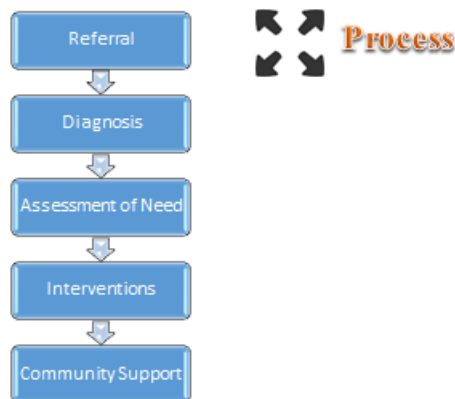 Referral
Process
Diagnosis
Assessment of Need
Interventions
Community Support